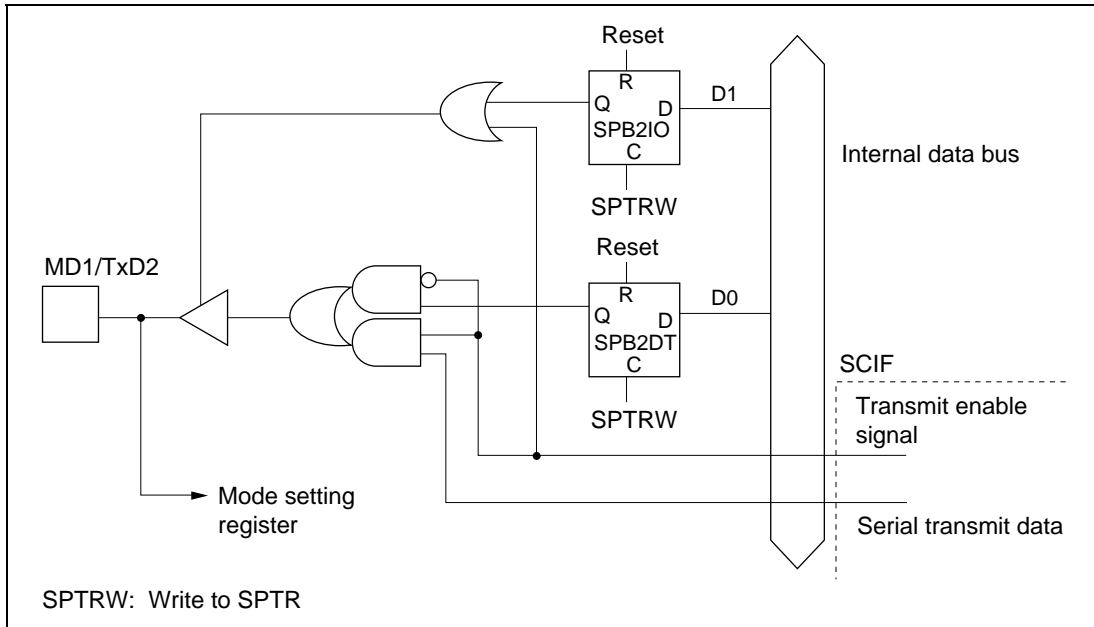 Reset
R
Q D
D1
SPB2IO
C
Internal data bus
SPTRW
Reset
MD1/TxD2
R
D0
Q D
SPB2DT
C
SCIF
SPTRW
Transmit enable
signal
Mode setting
register
Serial transmit data
SPTRW: Write to SPTR